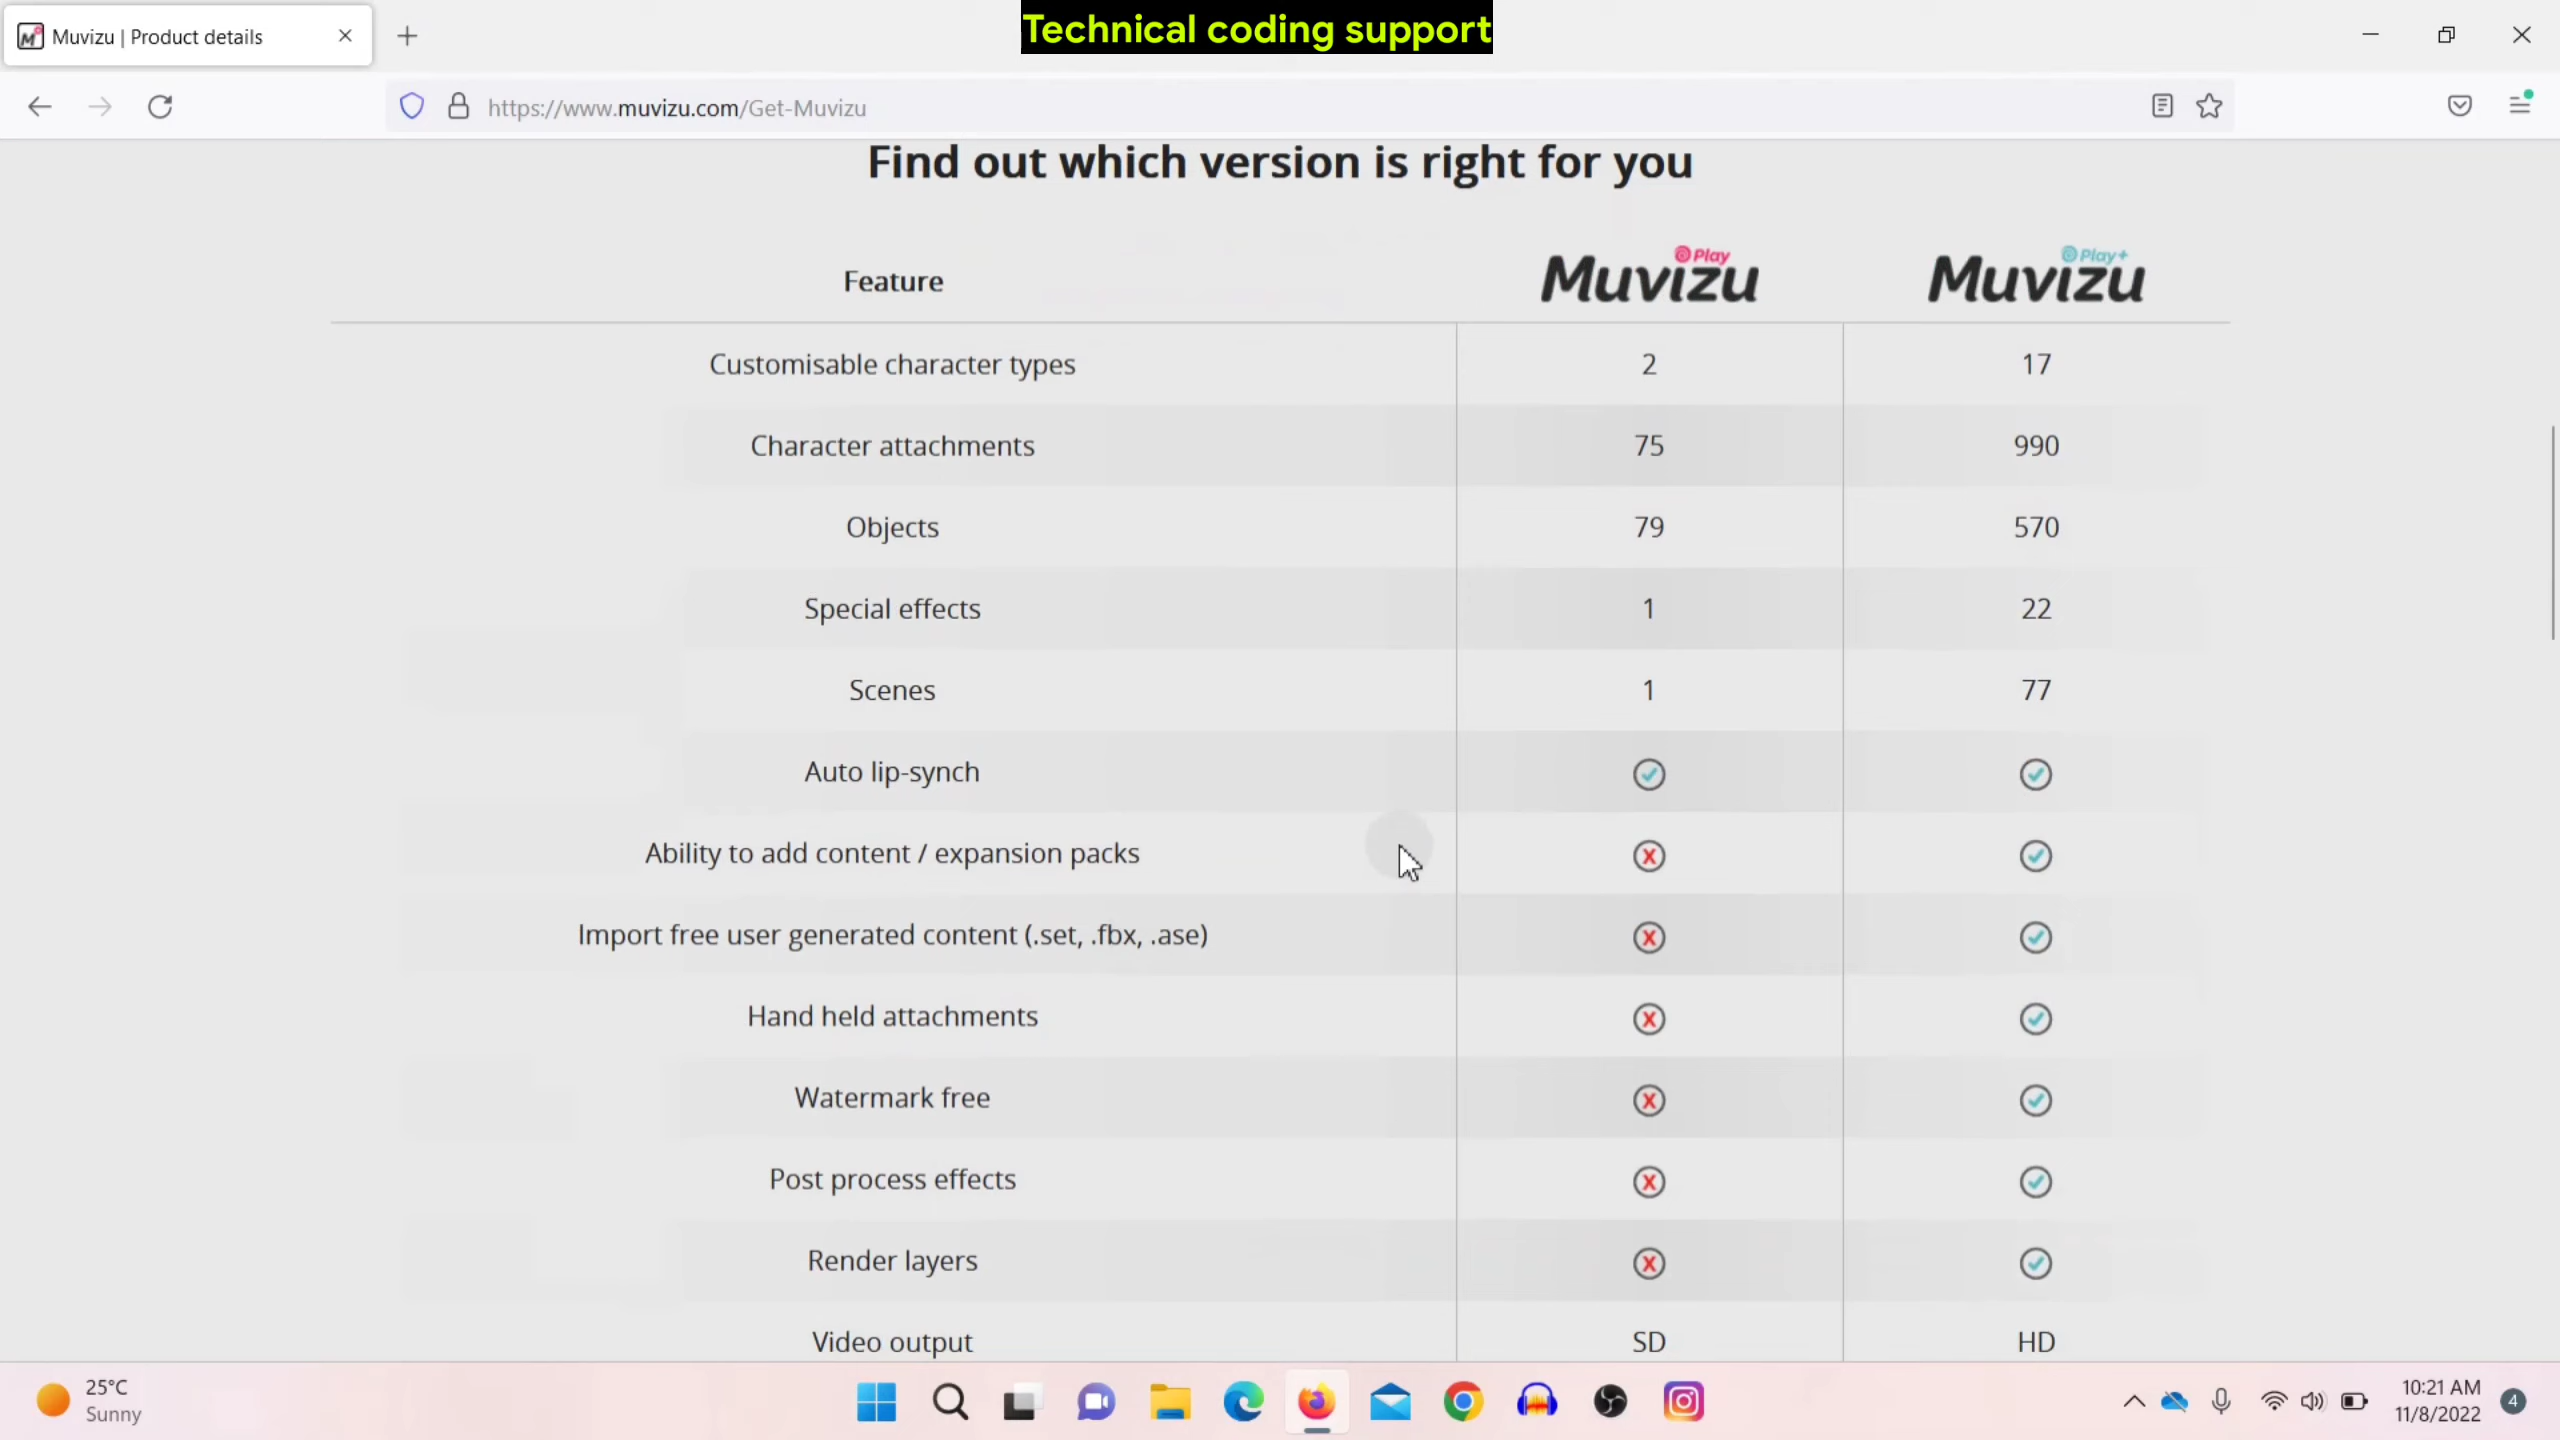 Technical coding support
Muvizu | Product details
https://www.muvizu.com/Get-Muvizu
Find out which version is right for you
Feature
Muvizu Play
Muvizu Play+
Customisable character types 2 17
Character attachments 75 990
Objects 79 570
Special effects 1 22
Scenes 1 77
Auto lip-synch
Ability to add content / expansion packs
Import free user generated content (.set, .fbx, .ase)
Hand held attachments
Watermark free
Post process effects
Render layers
Video output SD HD
25°C
Sunny
10:21 AM
11/8/2022
4